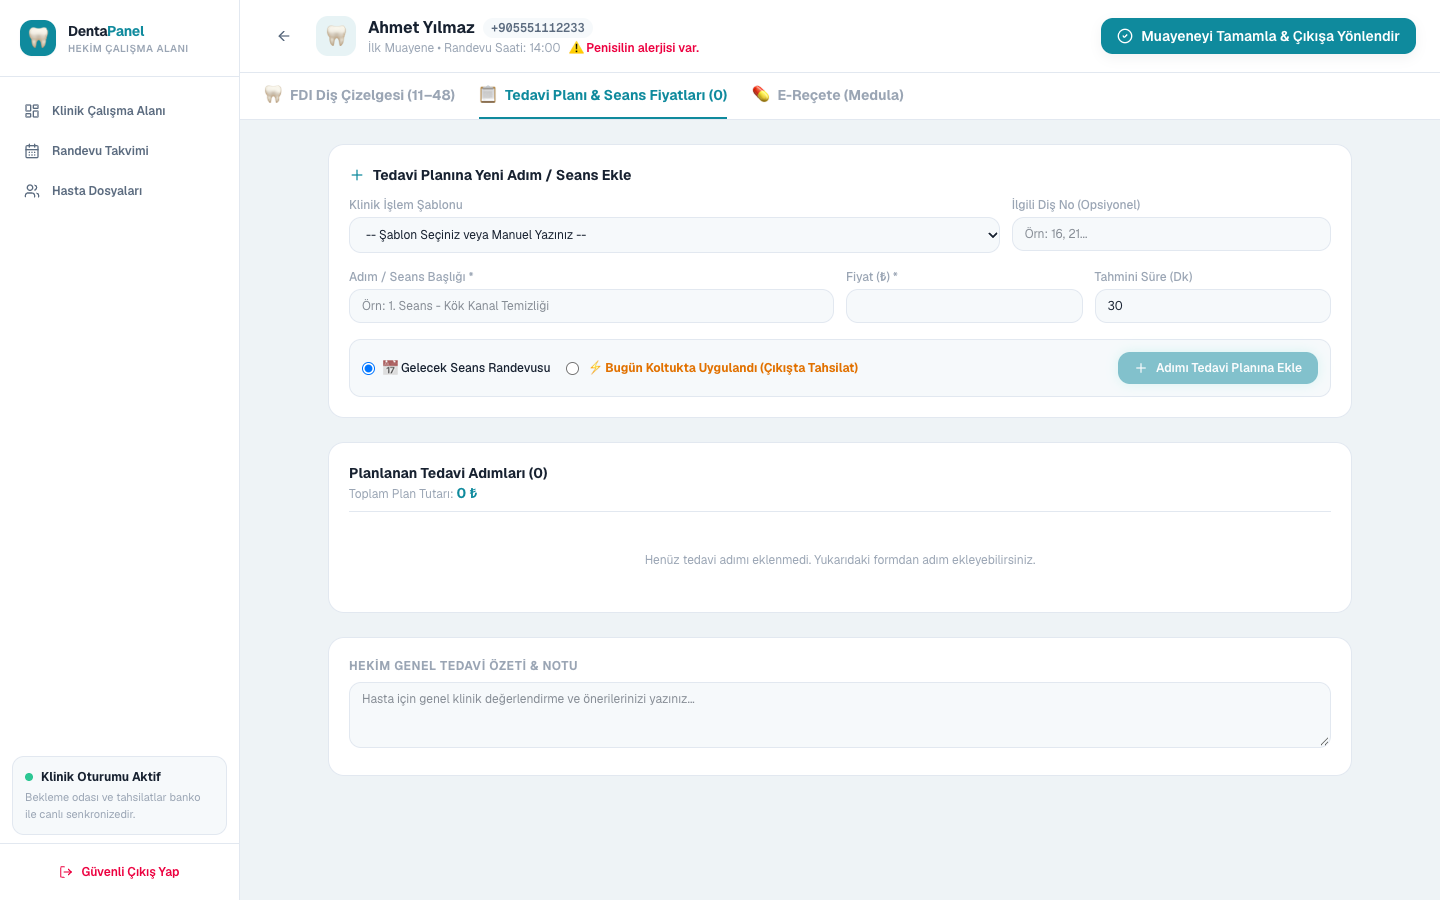 DentaPanel
HEKİM ÇALIŞMA ALANI
Klinik Çalışma Alanı
Randevu Takvimi
Hasta Dosyaları
Klinik Oturumu Aktif
Bekleme odası ve tahsilatlar banko
ile canlı senkronizedir.
Güvenli Çıkış Yap
Ahmet Yılmaz +905551112233
İlk Muayene • Randevu Saati: 14:00 ⚠️ Penisilin alerjisi var.
Muayeneyi Tamamla & Çıkışa Yönlendir
🦷 FDI Diş Çizelgesi (11–48) 📋 Tedavi Planı & Seans Fiyatları (0) 💊 E-Reçete (Medula)
Tedavi Planına Yeni Adım / Seans Ekle
Klinik İşlem Şablonu İlgili Diş No (Opsiyonel)
-- Şablon Seçiniz veya Manuel Yazınız -- Örn: 16, 21...
Adım / Seans Başlığı * Fiyat (₺) * Tahmini Süre (Dk)
Örn: 1. Seans - Kök Kanal Temizliği 30
📅 Gelecek Seans Randevusu ⚡ Bugün Koltukta Uygulandı (Çıkışta Tahsilat) + Adımı Tedavi Planına Ekle
Planlanan Tedavi Adımları (0)
Toplam Plan Tutarı: 0 ₺
Henüz tedavi adımı eklenmedi. Yukarıdaki formdan adım ekleyebilirsiniz.
HEKİM GENEL TEDAVİ ÖZETİ & NOTU
Hasta için genel klinik değerlendirme ve önerilerinizi yazınız...